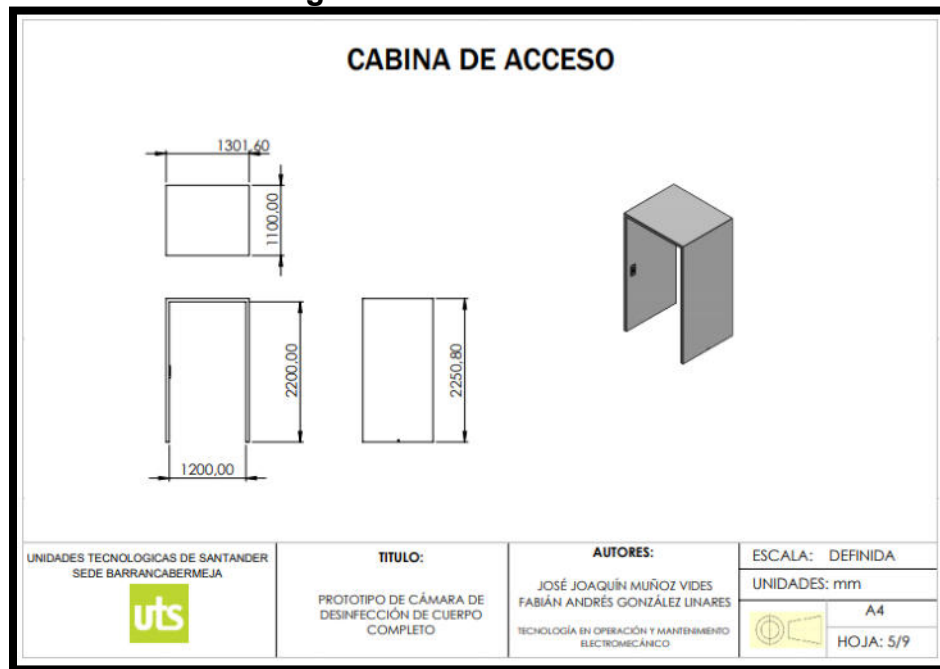 CABINA DE ACCESO
1301,60
1100,00
2200,00
2250,80
1200,00
UNIDADES TECNOLOGICAS DE SANTANDER
SEDE BARRANCABERMEJA
uts
TITULO:
PROTOTIPO DE CÁMARA DE
DESINFECCIÓN DE CUERPO
COMPLETO
AUTORES:
JOSÉ JOAQUÍN MUÑOZ VIDES
FABIÁN ANDRÉS GONZÁLEZ LINARES
TECNOLOGÍA EN OPERACIÓN Y MANTENIMIENTO
ELECTROMECÁNICO
ESCALA: DEFINIDA
UNIDADES: mm
A4
HOJA: 5/9